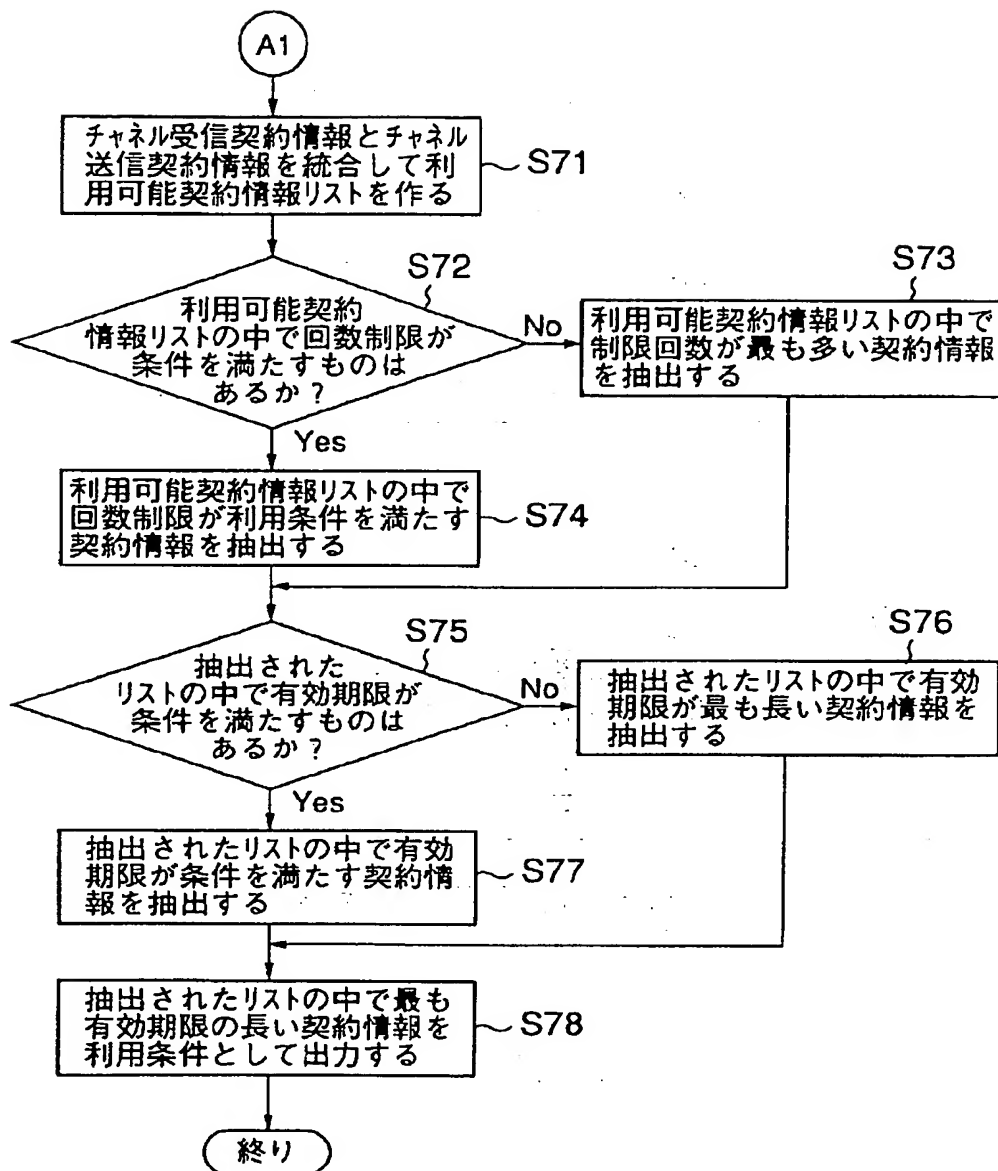 A1
チャネル受信契約情報とチャネル
送信契約情報を統合して利
用可能契約情報リストを作る
S71
S72
利用可能契約
情報リストの中で回数制限が
条件を満たすものは
あるか?
No
Yes
S73
利用可能契約情報リストの中で
制限回数が最も多い契約情報
を抽出する
利用可能契約情報リストの中で
回数制限が利用条件を満たす
契約情報を抽出する
S74
S75
抽出された
リストの中で有効期限が
条件を満たすものは
あるか?
No
Yes
S76
抽出されたリストの中で有効
期限が最も長い契約情報を
抽出する
抽出されたリストの中で有効
期限が条件を満たす契約情
報を抽出する
S77
抽出されたリストの中で最も
有効期限の長い契約情報を
利用条件として出力する
S78
終り